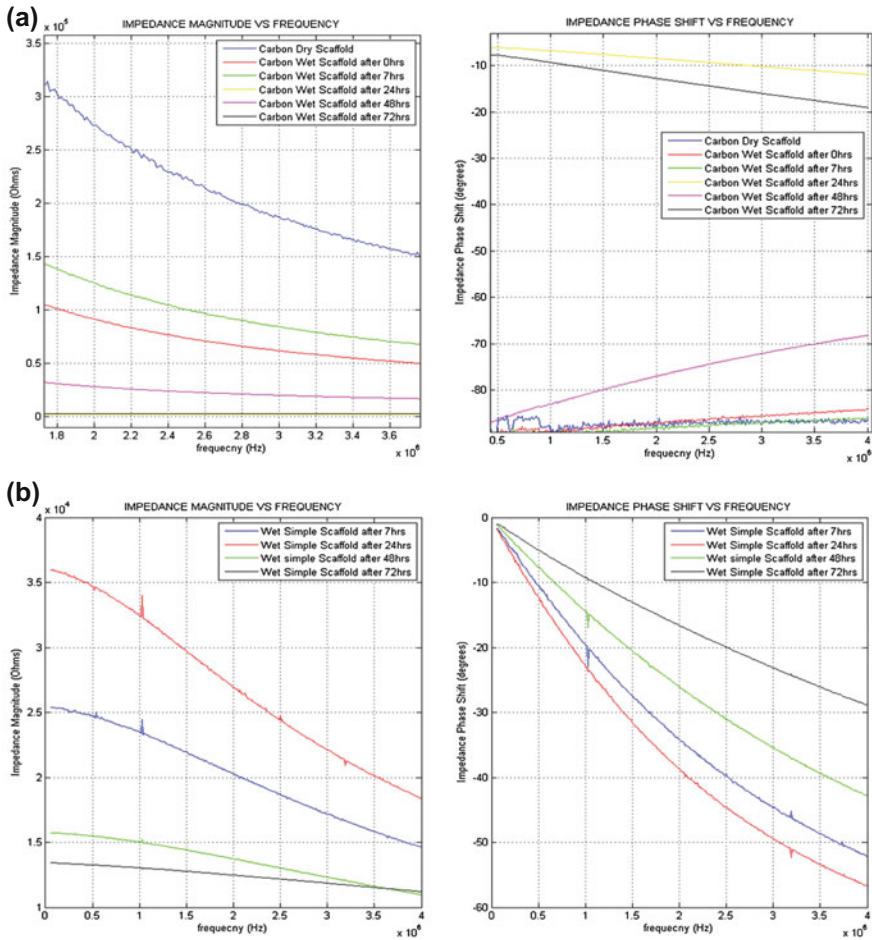 (a)
IMPEDANCE MAGNITUDE VS FREQUENCY
x 10^5
3.5
3
2.5
2
1.5
1
0.5
0
Impedance Magnitude (Ohms)
Carbon Dry Scaffold
Carbon Wet Scaffold after 0hrs
Carbon Wet Scaffold after 7hrs
Carbon Wet Scaffold after 24hrs
Carbon Wet Scaffold after 48hrs
Carbon Wet Scaffold after 72hrs
1.8 2 2.2 2.4 2.6 2.8 3 3.2 3.4 3.6
frequecny (Hz)
x 10^6
IMPEDANCE PHASE SHIFT VS FREQUENCY
-10
-20
-30
-40
-50
-60
-70
-80
Impedance Phase Shift (degrees)
Carbon Dry Scaffold
Carbon Wet Scaffold after 0hrs
Carbon Wet Scaffold after 7hrs
Carbon Wet Scaffold after 24hrs
Carbon Wet Scaffold after 48hrs
Carbon Wet Scaffold after 72hrs
0.5 1 1.5 2 2.5 3 3.5 4
frequecny (Hz)
x 10^6
(b)
IMPEDANCE MAGNITUDE VS FREQUENCY
x 10^4
4
3.5
3
2.5
2
1.5
1
Impedance Magnitude (Ohms)
Wet Simple Scaffold after 7hrs
Wet Simple Scaffold after 24hrs
Wet simple Scaffold after 48hrs
Wet Simple Scaffold after 72hrs
0 0.5 1 1.5 2 2.5 3 3.5 4
frequecny (Hz)
x 10^6
IMPEDANCE PHASE SHIFT VS FREQUENCY
0
-10
-20
-30
-40
-50
-60
Impedance Phase Shift (degrees)
Wet Simple Scaffold after 7hrs
Wet Simple Scaffold after 24hrs
Wet simple Scaffold after 48hrs
Wet Simple Scaffold after 72hrs
0 0.5 1 1.5 2 2.5 3 3.5 4
frequecny (Hz)
x 10^6